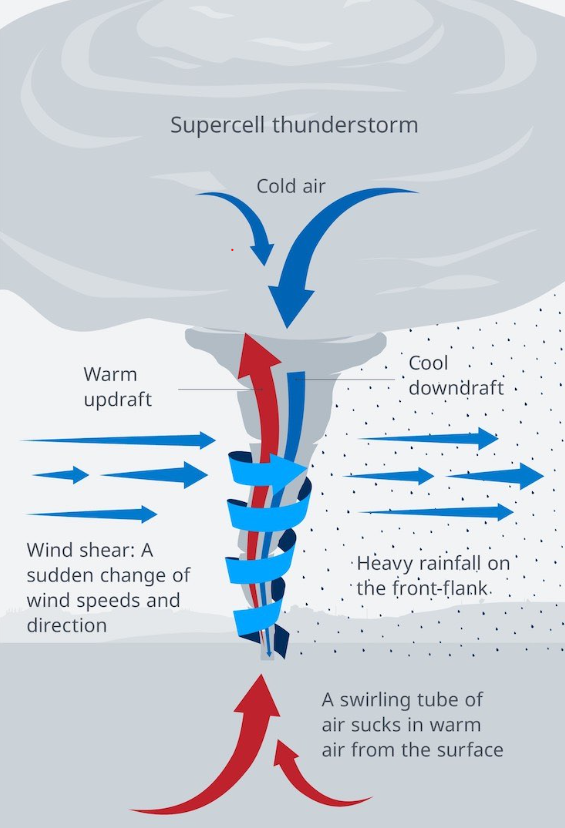 Supercell thunderstorm
Cold air
Warm
updraft
Cool
downdraft
Wind shear: A
sudden change of
wind speeds and
direction
Heavy rainfall on
the front-flank
A swirling tube of
air sucks in warm
air from the surface